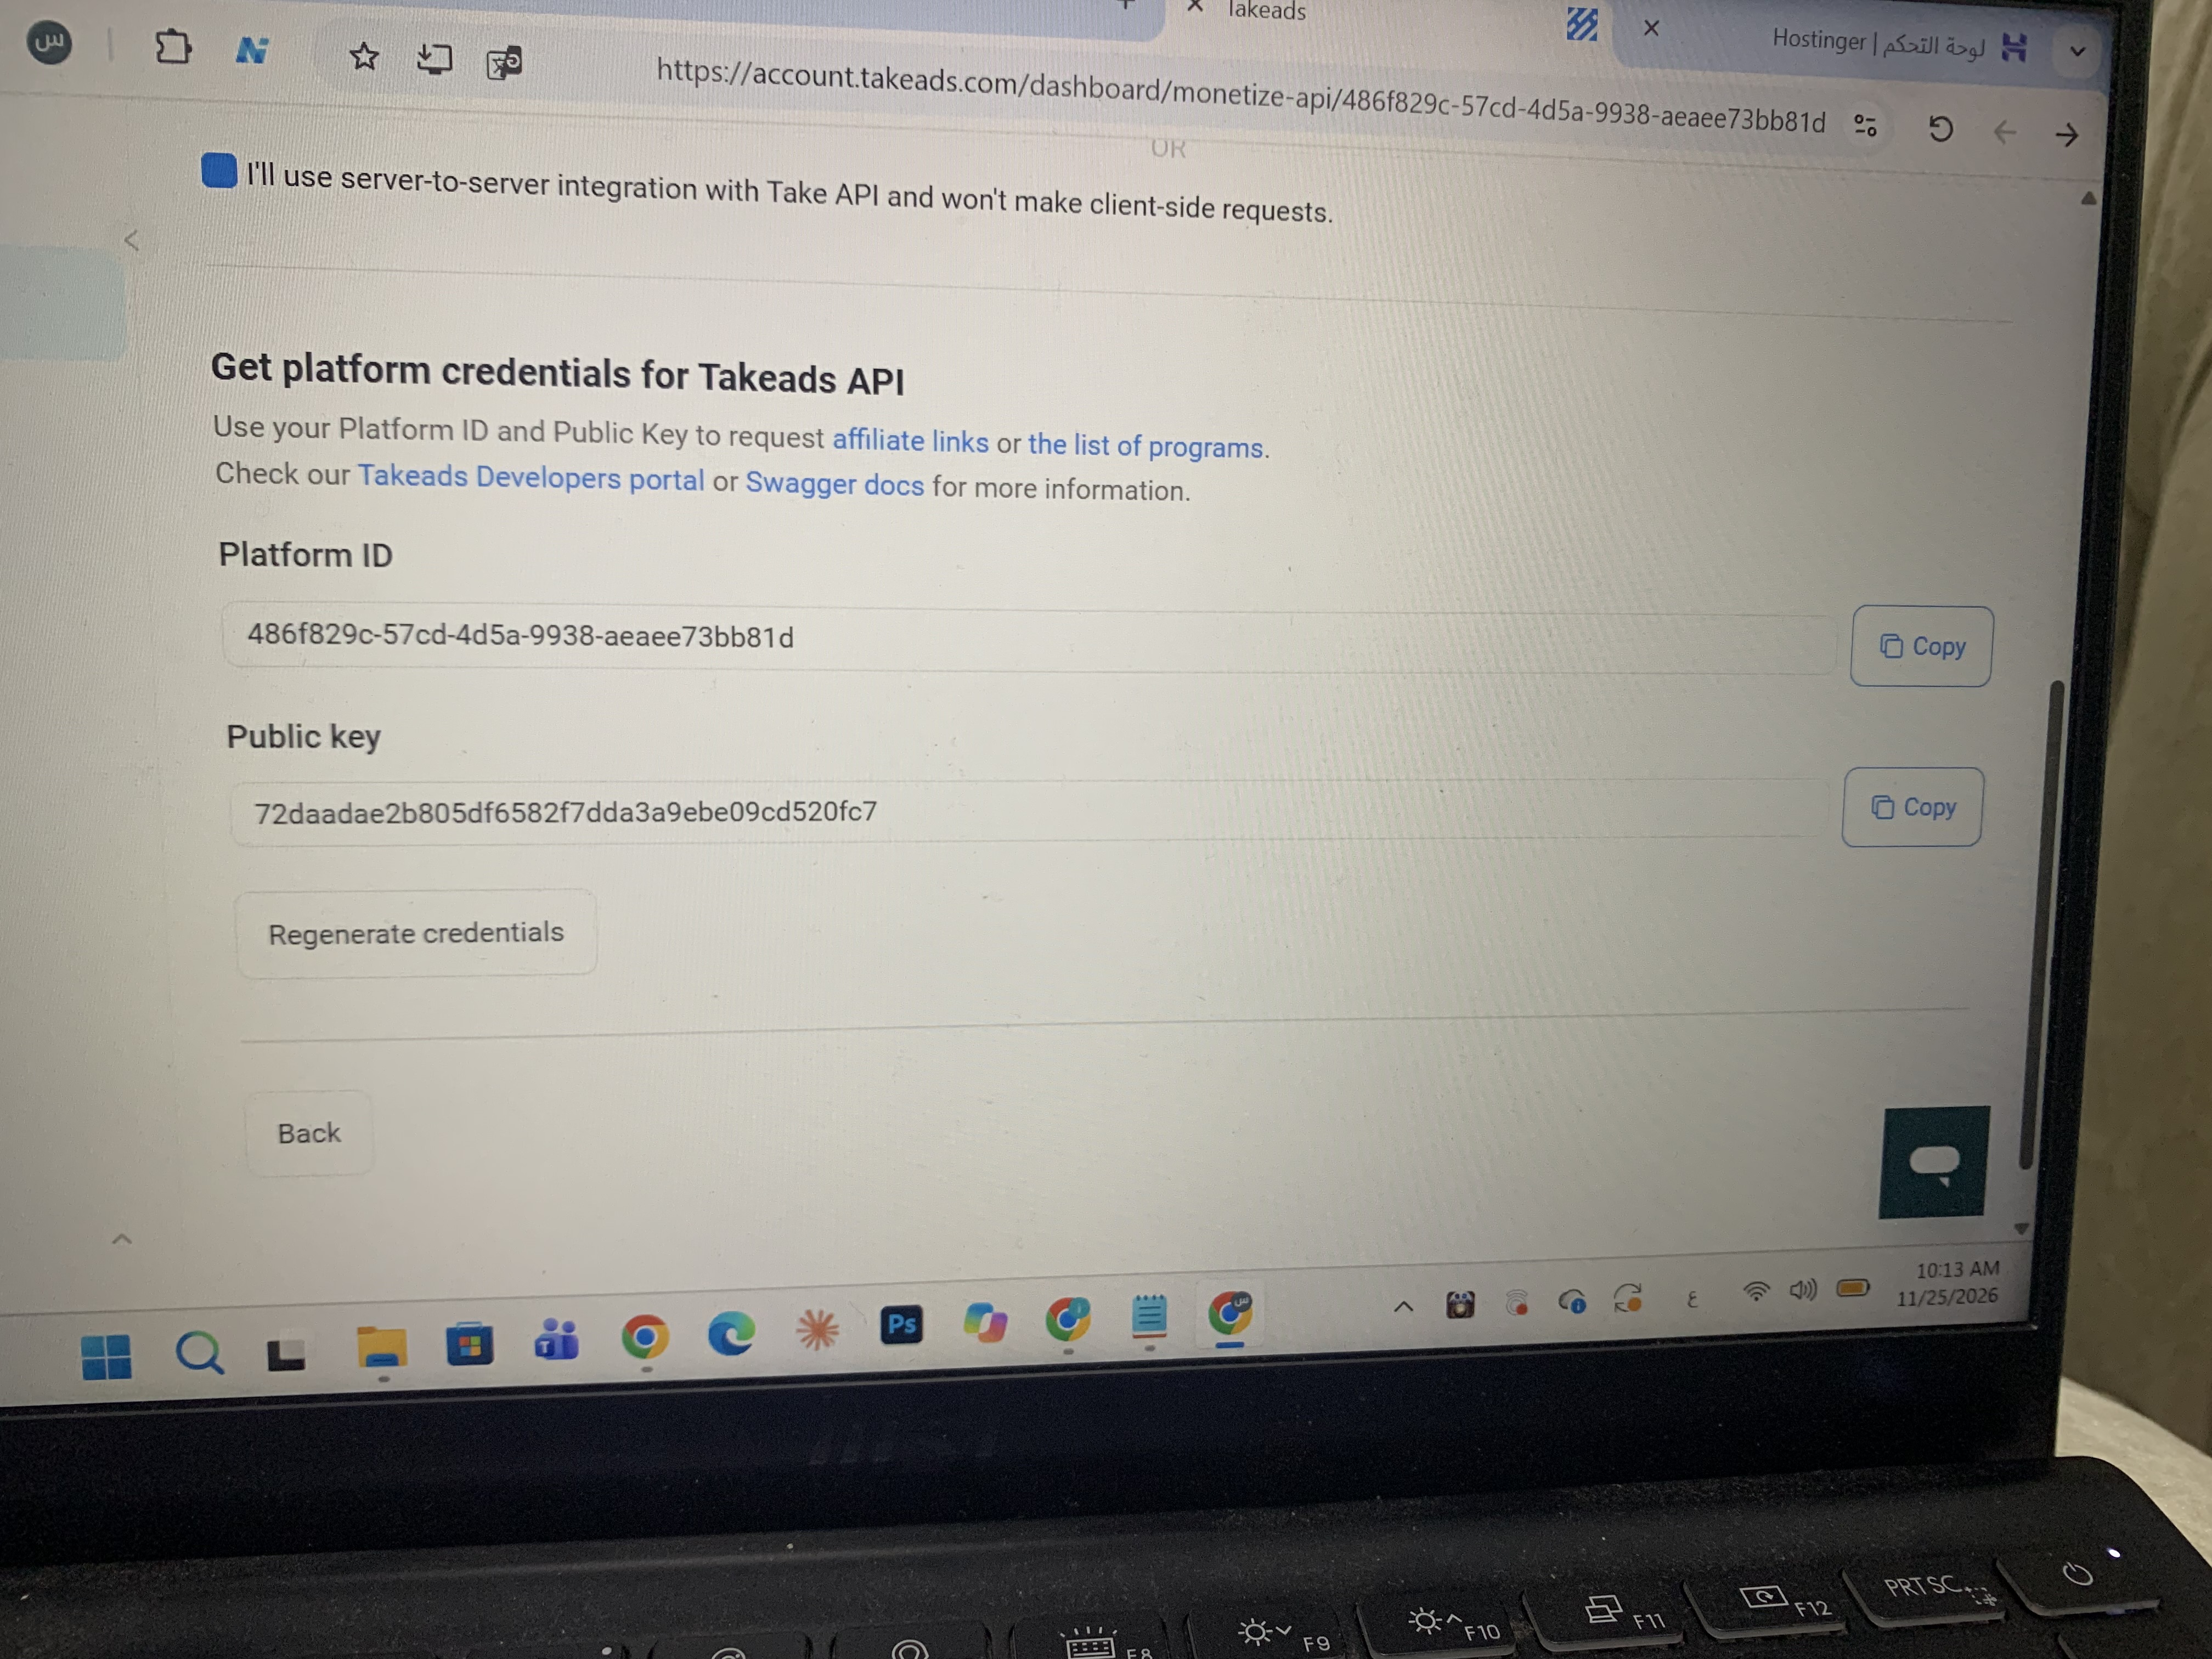 Takeads
Hostinger | لوحة التحكم
س
https://account.takeads.com/dashboard/monetize-api/486f829c-57cd-4d5a-9938-aeaee73bb81d
OR
I'll use server-to-server integration with Take API and won't make client-side requests.
Get platform credentials for Takeads API
Use your Platform ID and Public Key to request affiliate links or the list of programs.
Check our Takeads Developers portal or Swagger docs for more information.
Platform ID
486f829c-57cd-4d5a-9938-aeaee73bb81d
Copy
Public key
72daadae2b805df6582f7dda3a9ebe09cd520fc7
Copy
Regenerate credentials
Back
Ps
س
ع
10:13 AM
11/25/2026
F8
F9
F10
F11
F12
PRTSC